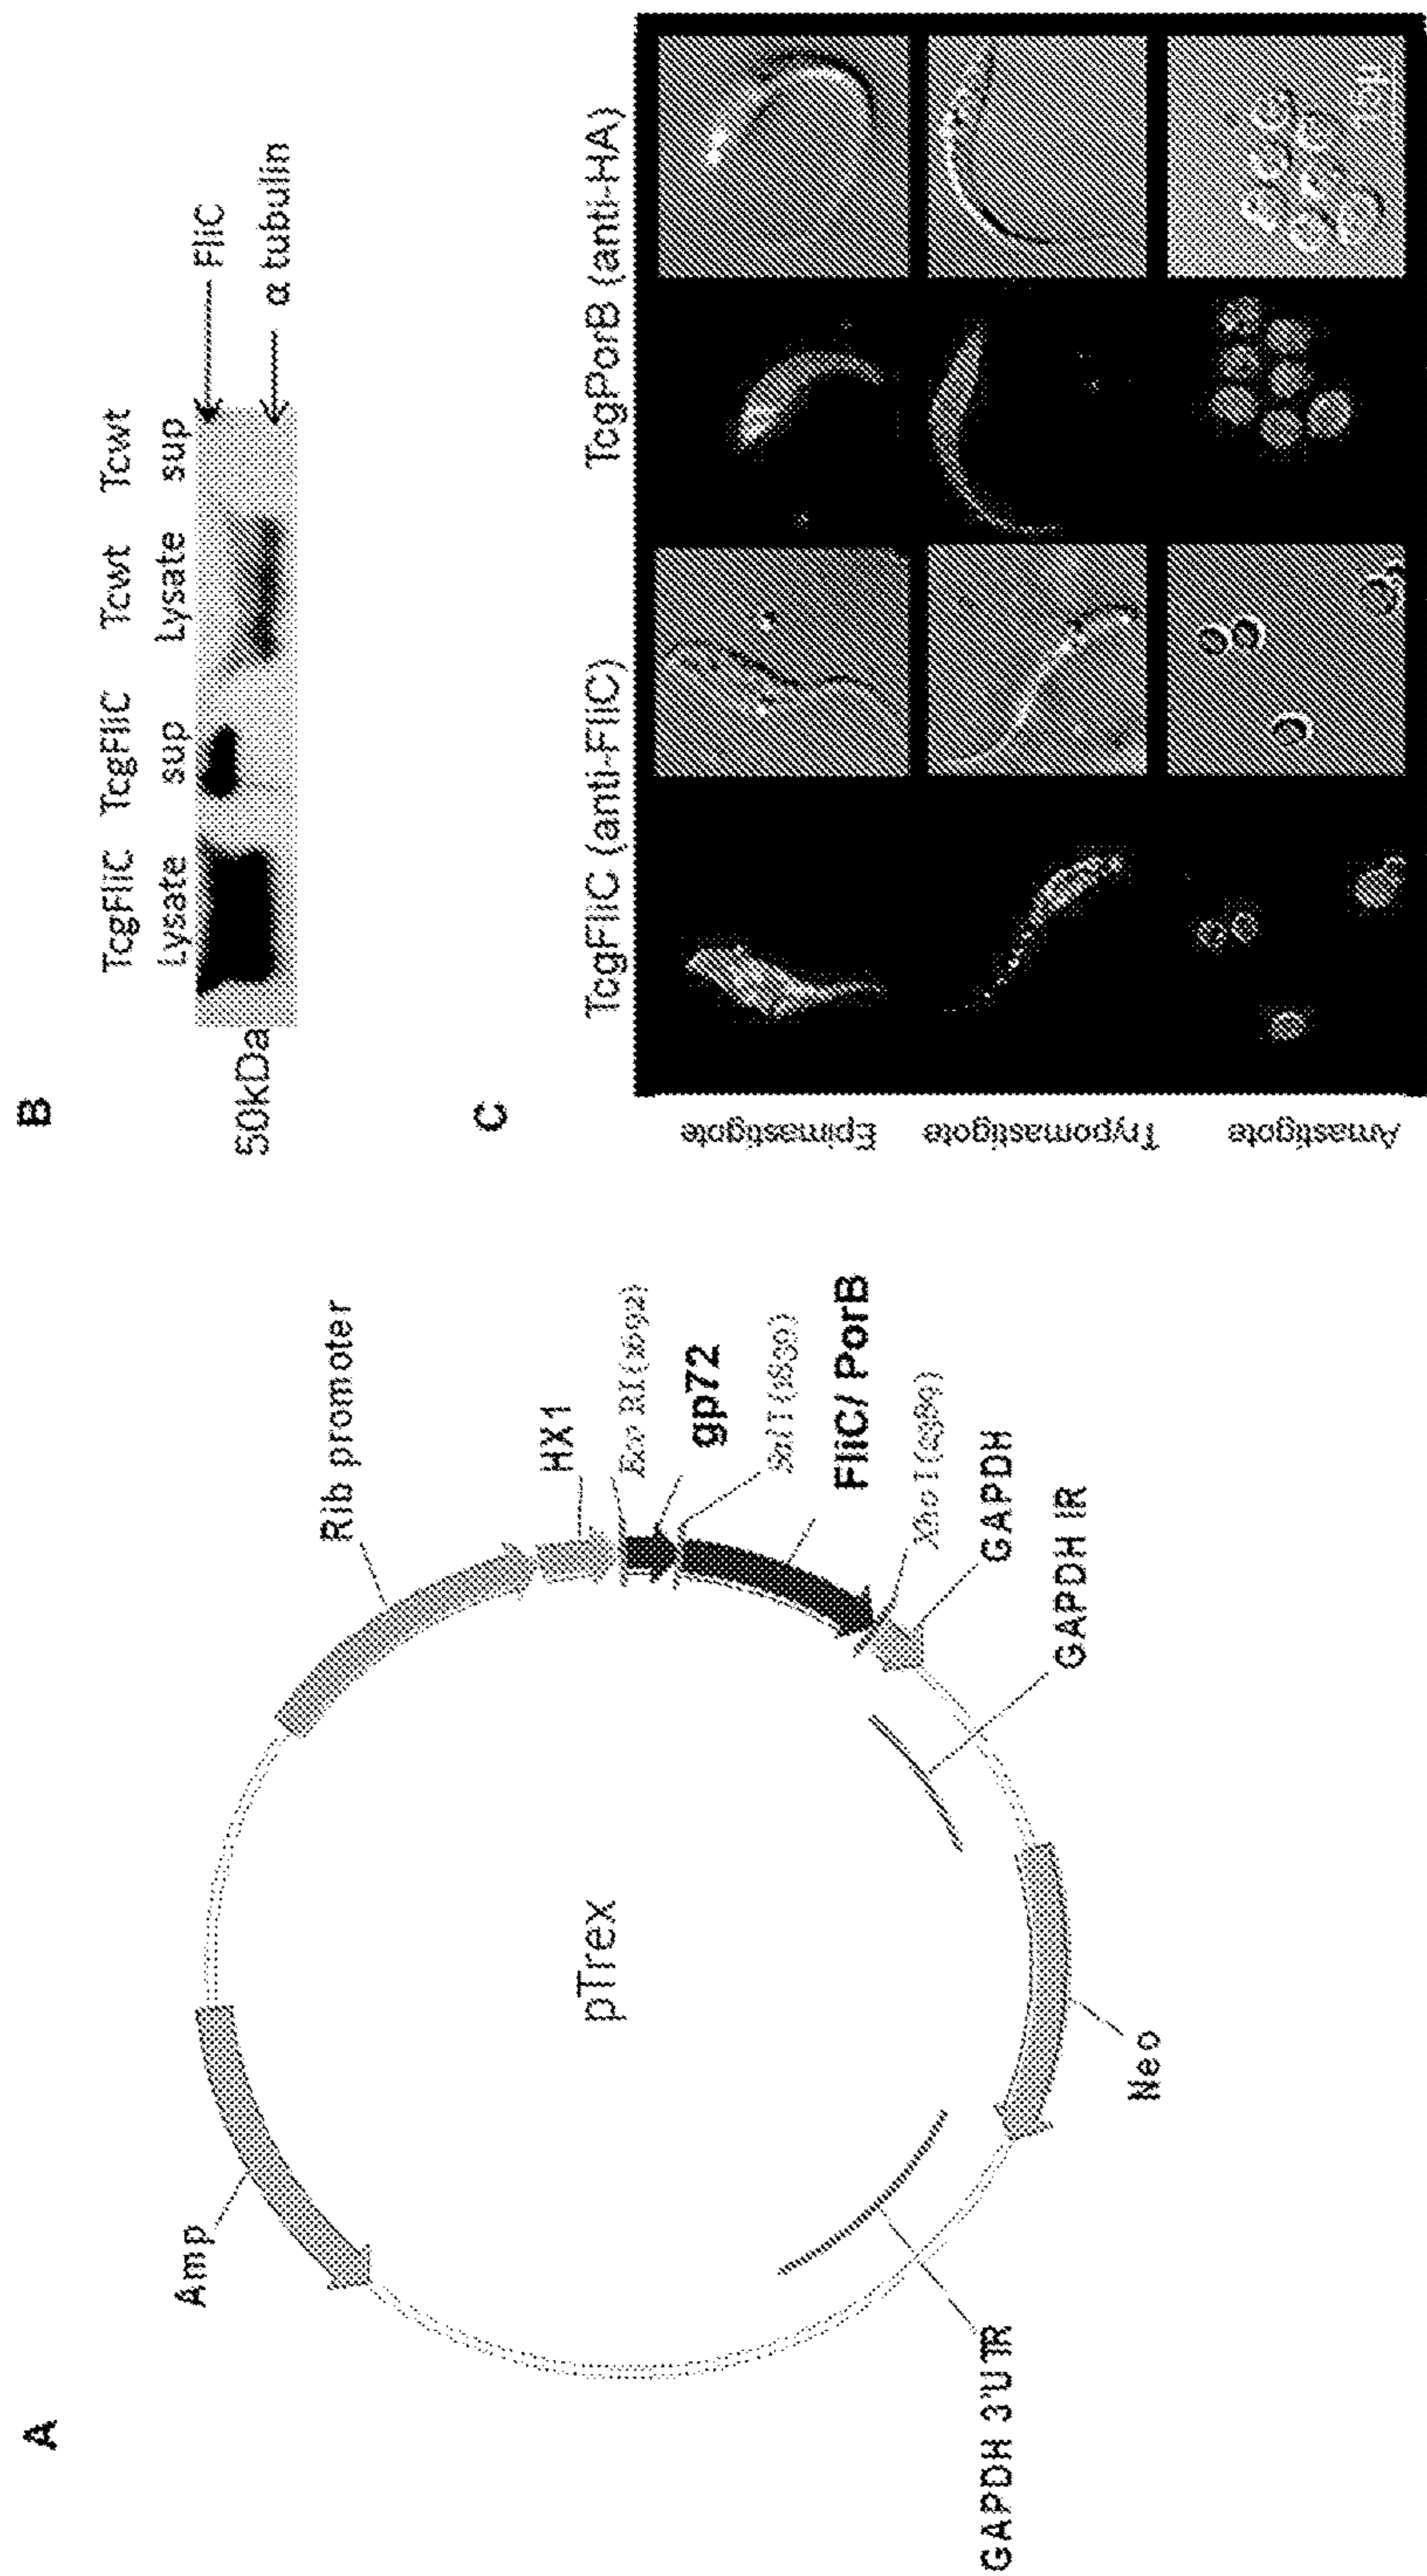 A
pTrex
Amp
Rib promoter
HX1
Eco RI (1692)
gp72
Sal I (1839)
FliC/ PorB
GAPDH
GAPDH IR
Neo
GAPDH 3'UTR
B
TcgFliC TcgFliC Tcwt Tcwt
Lysate sup Lysate sup
50kDa
FliC
α tubulin
C
TcgFliC (anti-FliC) TcgPorB (anti-HA)
Epimastigote
Trypomastigote
Amastigote